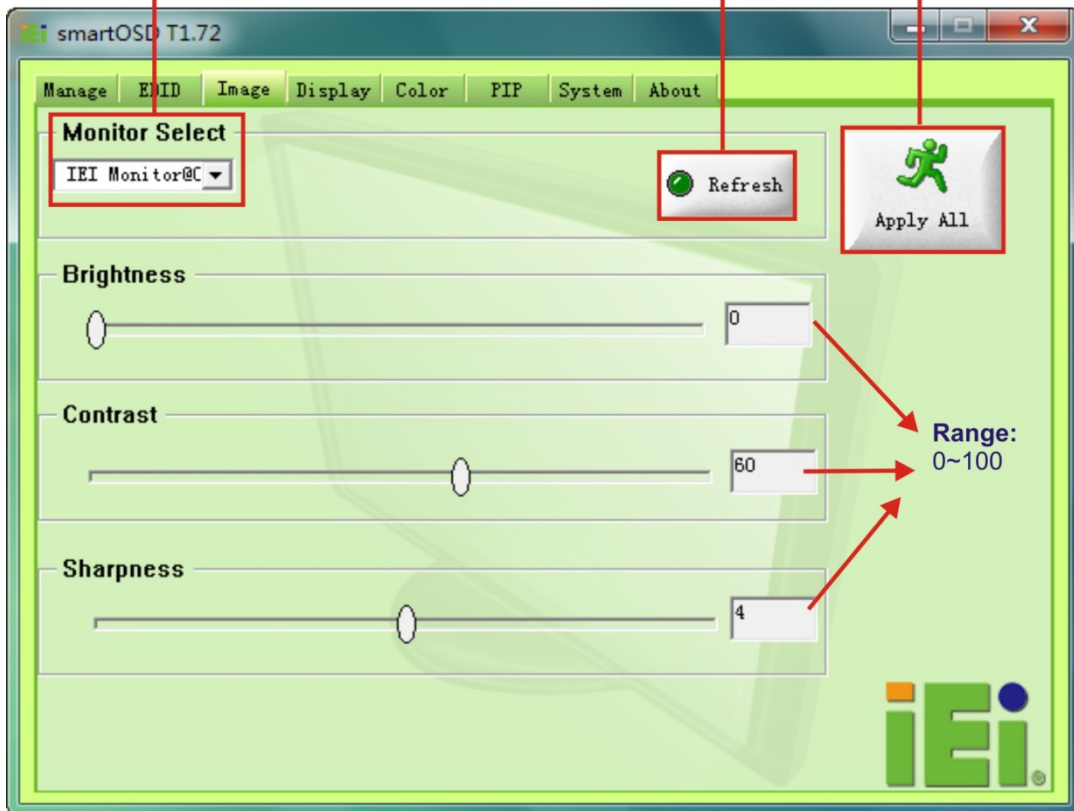 smartOSD T1.72
Manage EDID Image Display Color PIP System About
Monitor Select
IEI Monitor@C
Refresh
Apply All
Brightness
0
Contrast
60
Range:
0~100
Sharpness
4
iEi